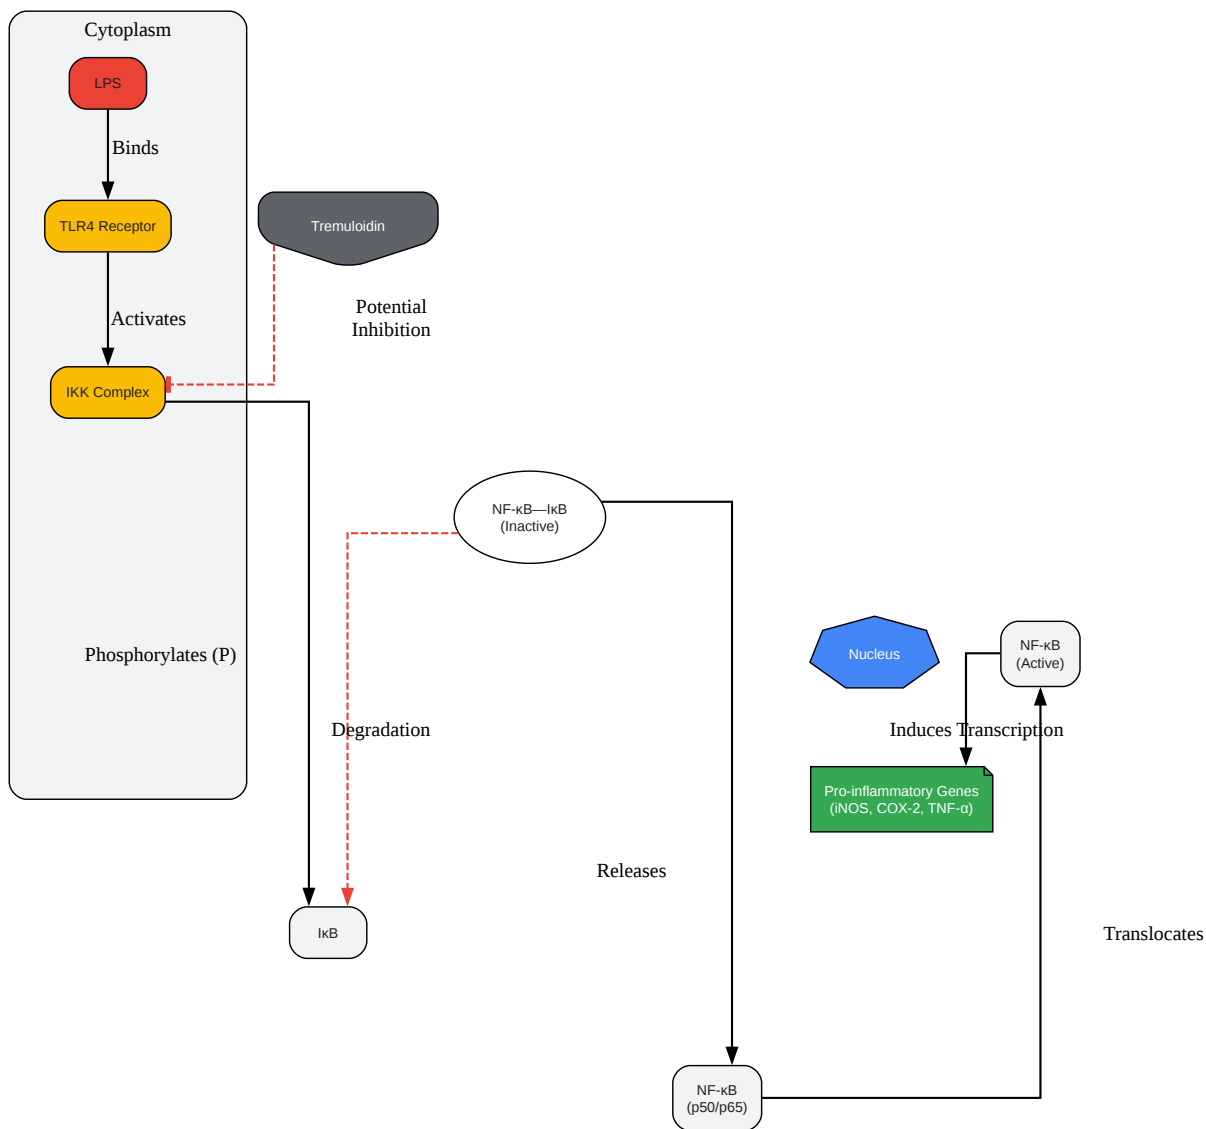 Cytoplasm
LPS
Binds
TLR4 Receptor
Tremuloidin
Potential
Inhibition
Activates
IKK Complex
NF-κB—IκB
(Inactive)
Phosphorylates (P)
Nucleus
NF-κB
(Active)
Degradation
Induces Transcription
Pro-inflammatory Genes
(iNOS, COX-2, TNF-α)
Releases
IκB
Translocates
NF-κB
(p50/p65)